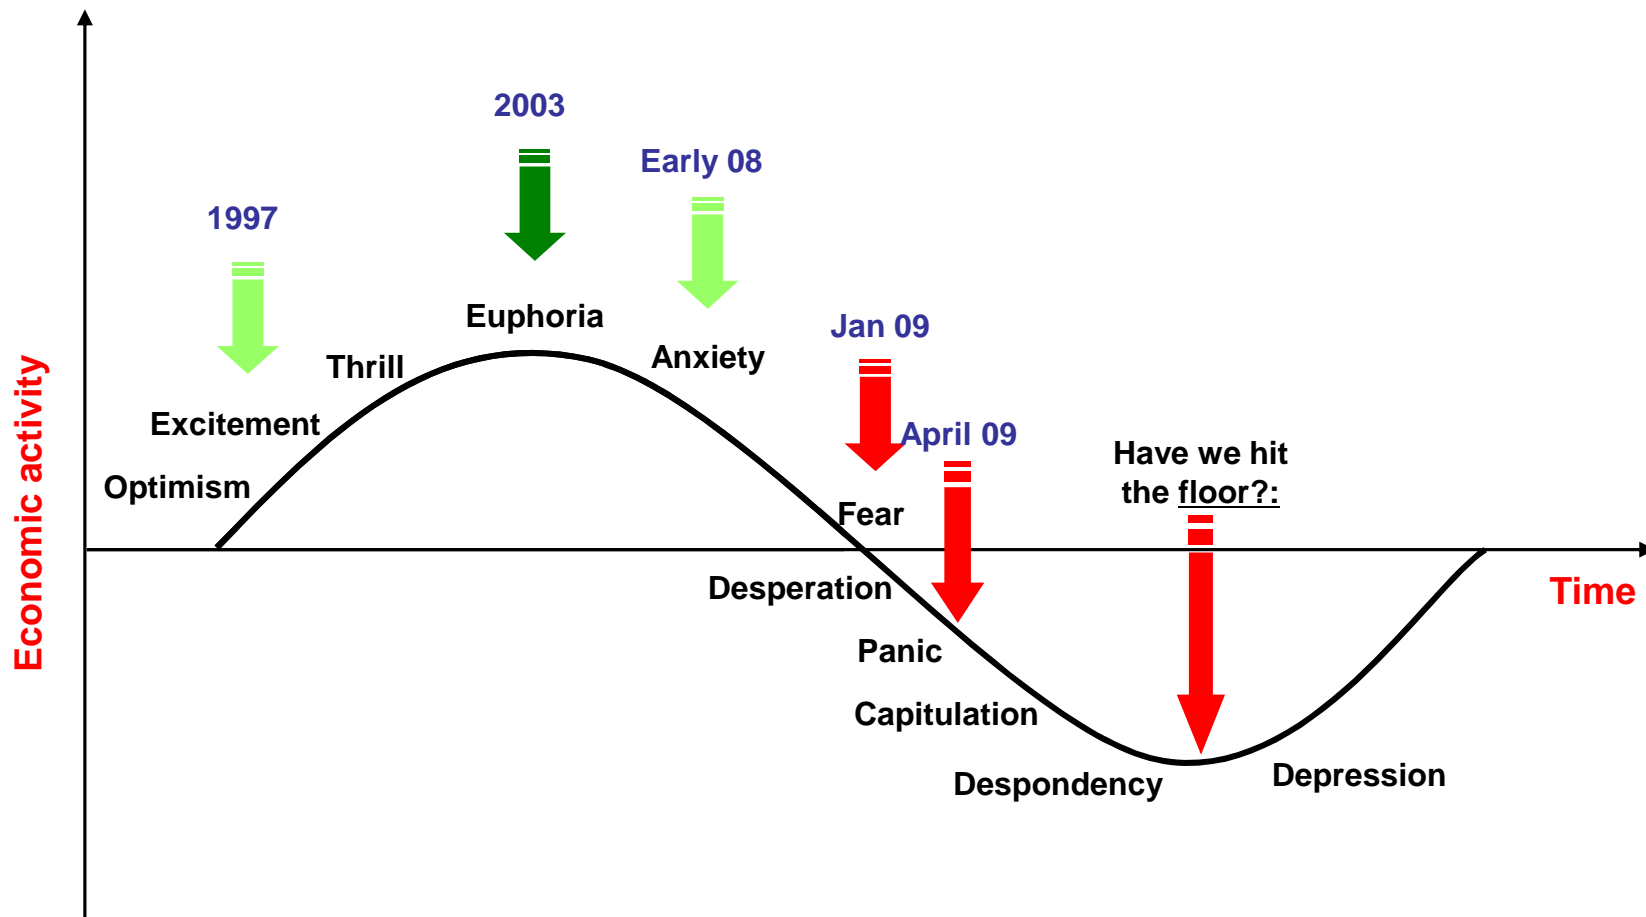 2003
Early 08
1997
Euphoria
Jan 09
Anxiety
Thrill
Excitement
April 09
Have we hit
the floor?:
Optimism
Economic activity
Fear
Desperation
Time
Panic
Capitulation
Despondency
Depression